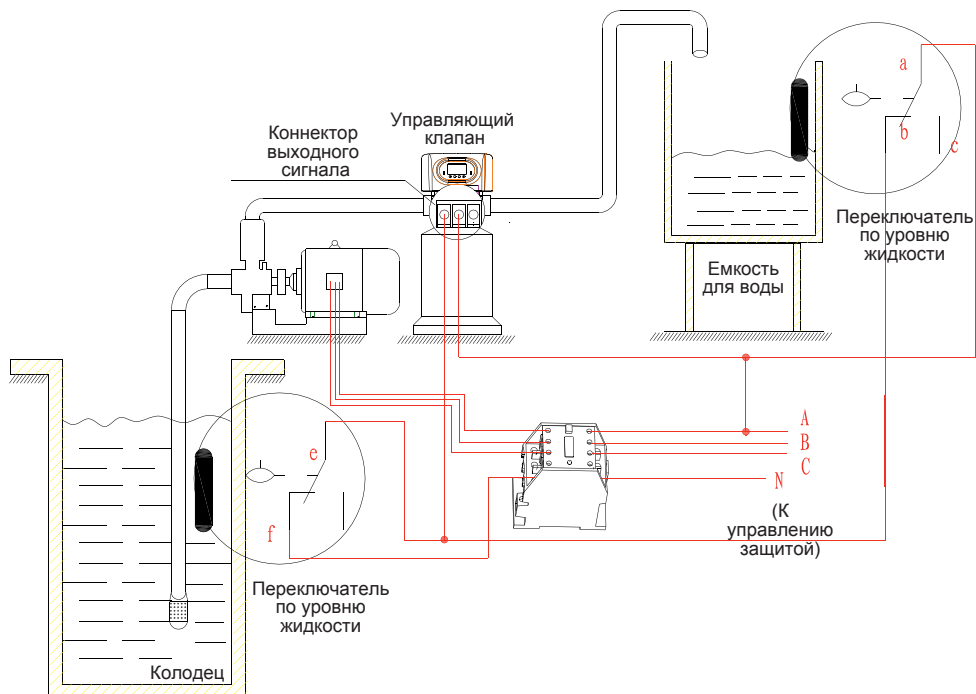 Управляющий
клапан
Коннектор
выходного
сигнала
a
b
c
Переключатель
по уровню
жидкости
Емкость
для воды
A
B
C
N
(К
управлению
защитой)
e
f
Переключатель
по уровню
жидкости
Колодец